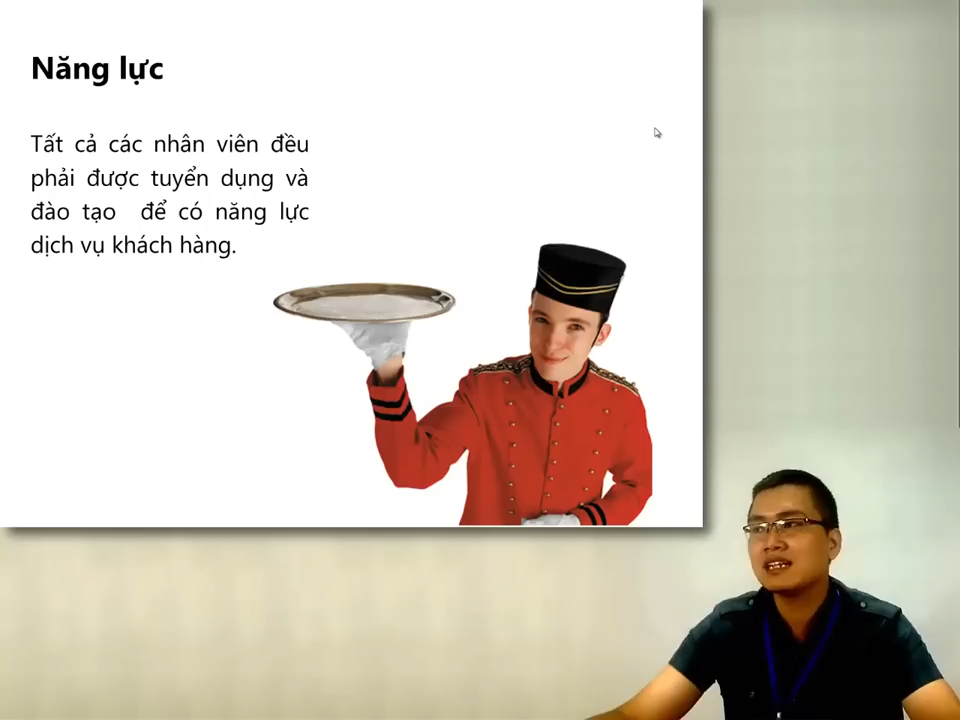 Năng lực
Tất cả các nhân viên đều
phải được tuyển dụng và
đào tạo để có năng lực
dịch vụ khách hàng.